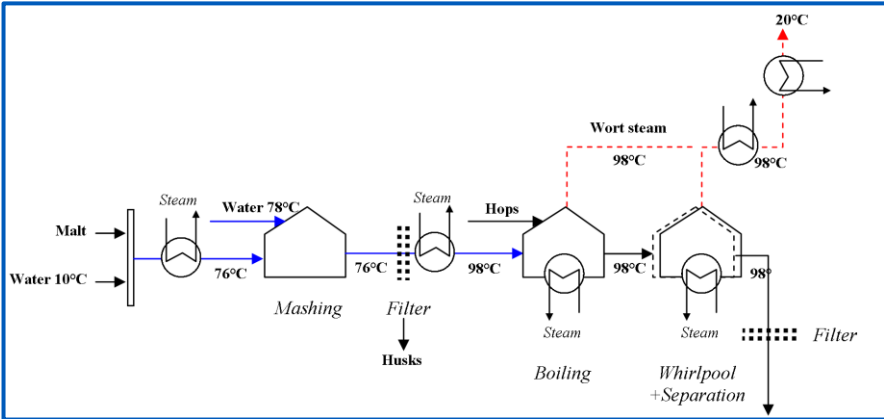 20°C
Wort steam
98°C
98°C
Steam
Water 78°C
Steam
Hops
Malt
Water 10°C
76°C
76°C
98°C
98°C
98°
Mashing
Filter
Steam
Steam
Filter
Husks
Boiling
Whirlpool
+Separation